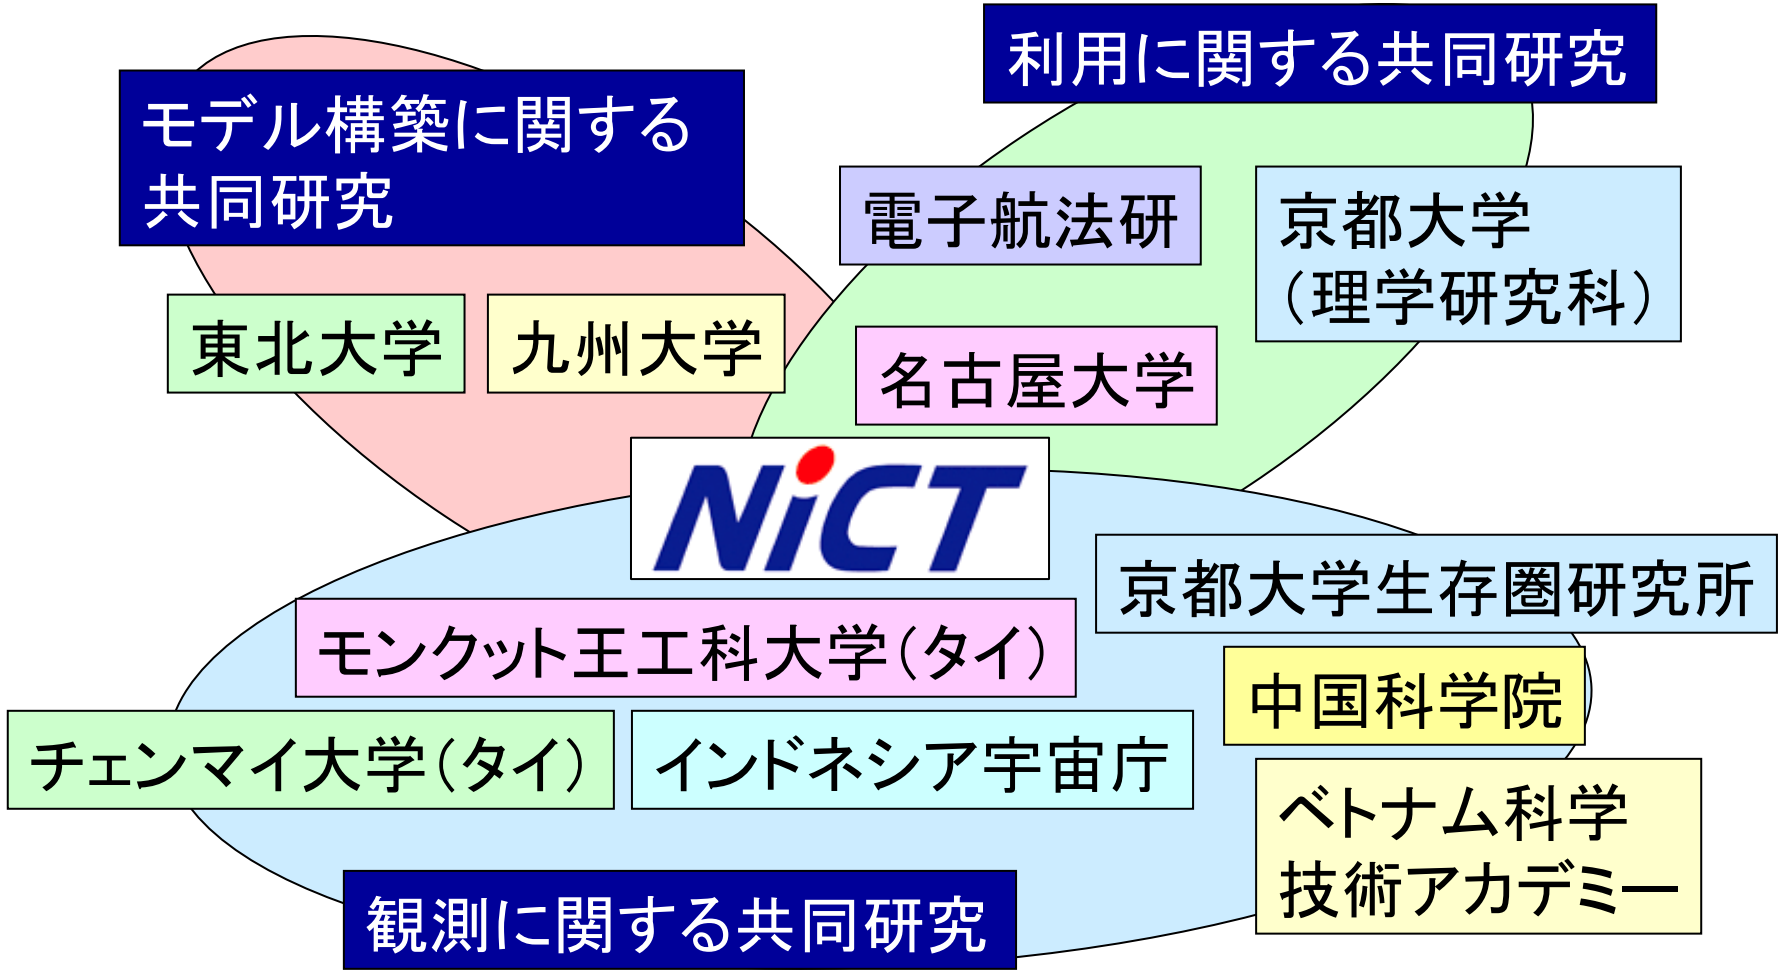 モデル構築に関する
共同研究
東北大学
九州大学
利用に関する共同研究
電子航法研
京都大学
（理学研究科）
名古屋大学
NiCT
京都大学生存圏研究所
モンクット王工科大学（タイ）
中国科学院
チェンマイ大学（タイ）
インドネシア宇宙庁
ベトナム科学
技術アカデミー
観測に関する共同研究